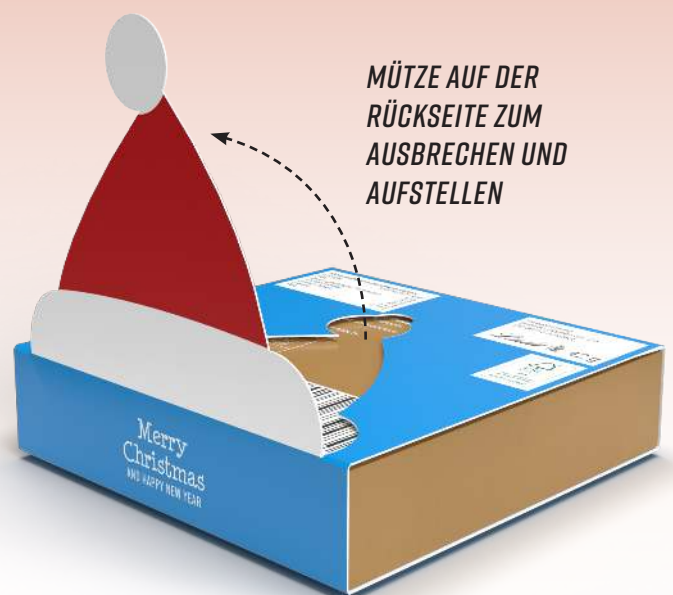 MÜTZE AUF DER
RÜCKSEITE ZUM
AUSBRECHEN UND
AUFSTELLEN
Merry
Christmas
AND HAPPY NEW YEAR